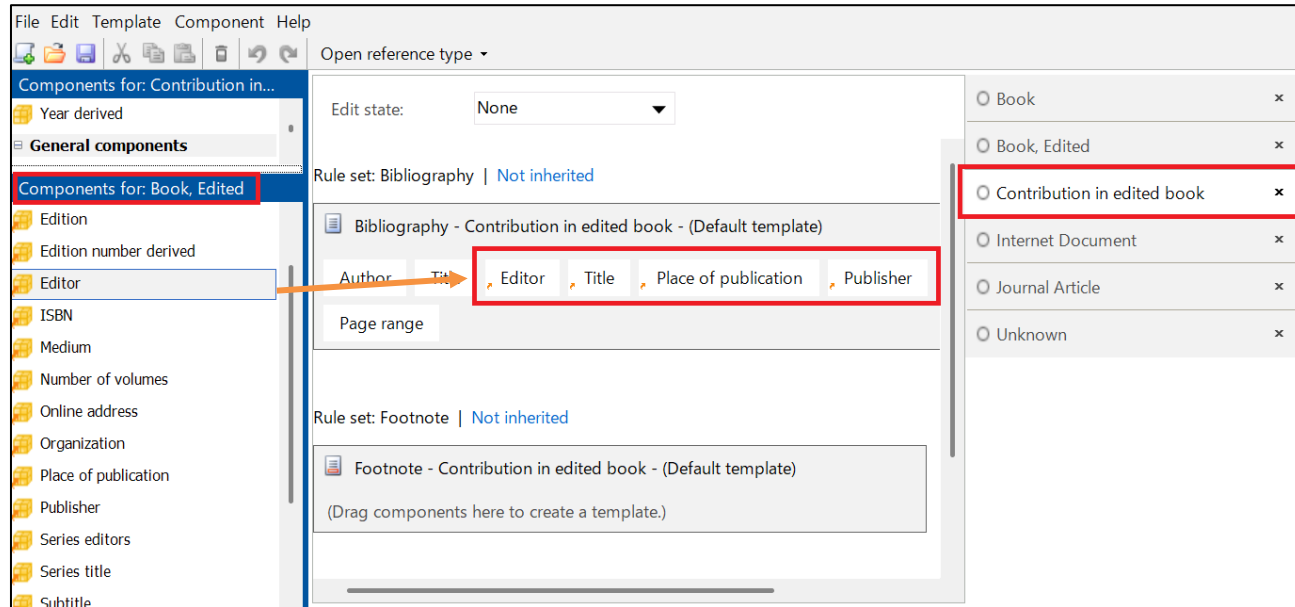 File Edit Template Component Help
Open reference type
Components for: Contribution in...
Year derived
General components
Components for: Book, Edited
Edition
Edition number derived
Editor
ISBN
Medium
Number of volumes
Online address
Organization
Place of publication
Publisher
Series editors
Series title
Subtitle
Edit state: None
Rule set: Bibliography | Not inherited
Bibliography - Contribution in edited book - (Default template)
Author Title Editor Title Place of publication Publisher
Page range
Rule set: Footnote | Not inherited
Footnote - Contribution in edited book - (Default template)
(Drag components here to create a template.)
Book
Book, Edited
Contribution in edited book
Internet Document
Journal Article
Unknown